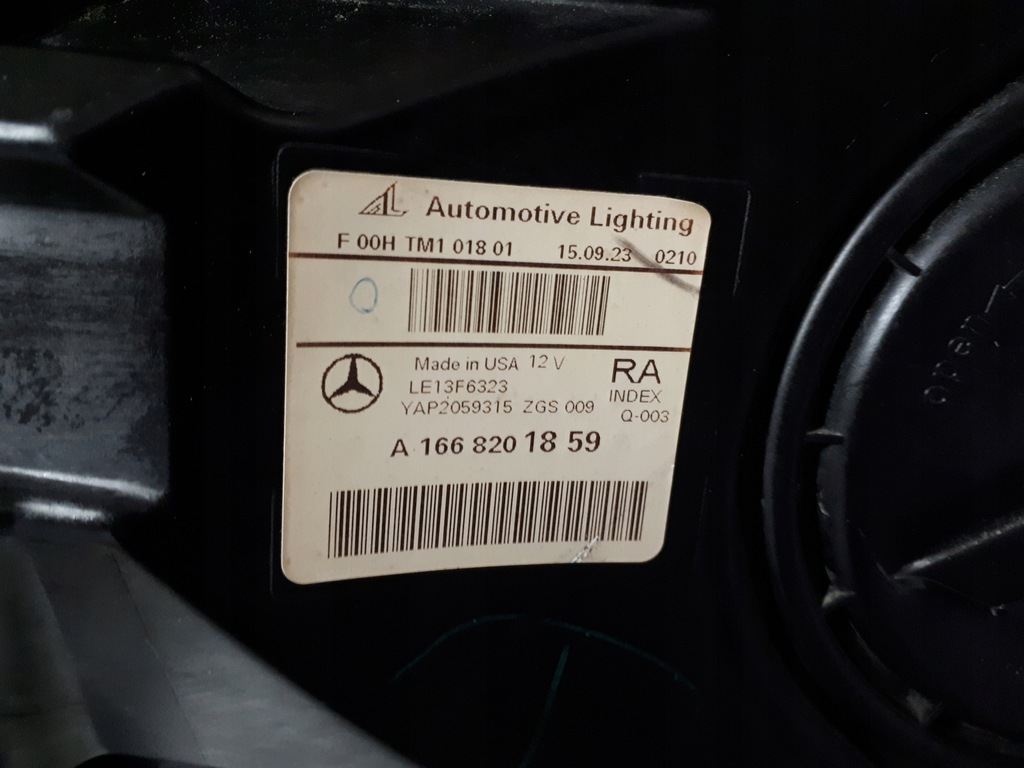 AL Automotive Lighting
F 00H TM1 018 01 15.09.23 0210
Made in USA 12 V
LE13F6323
YAP2059315 ZGS 009
RA
INDEX
Q-003
A 166 820 18 59
open